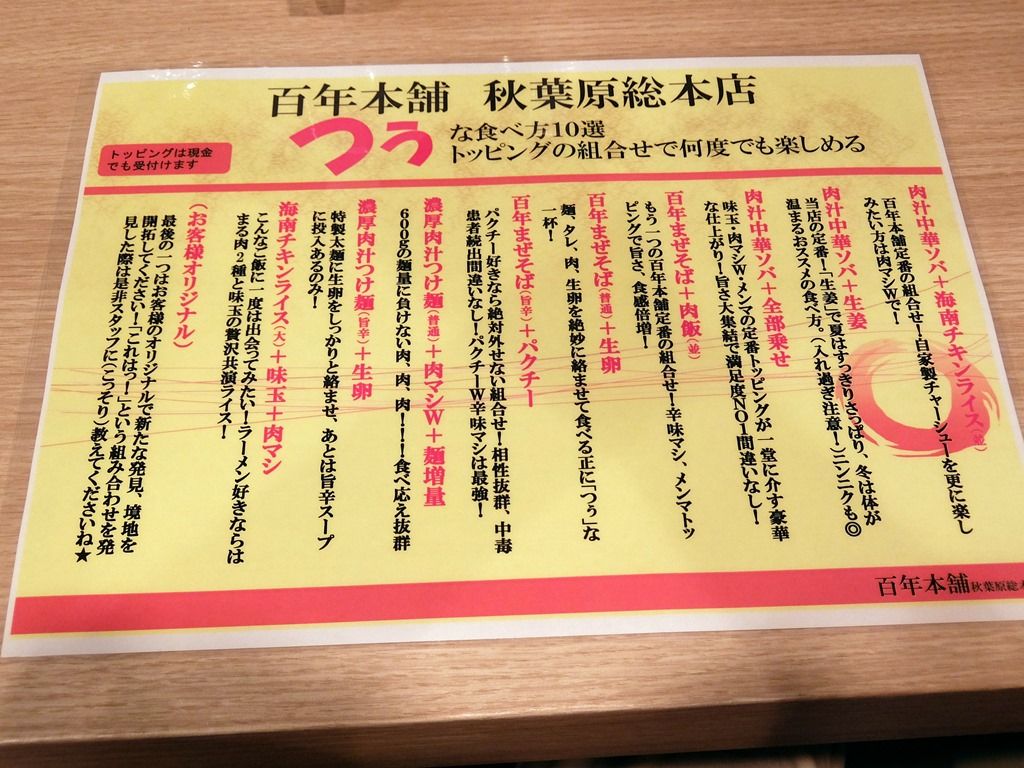 百年本舗 秋葉原総本店
つぅ
な食べ方10選
トッピングの組合せで何度でも楽しめる
トッピングは現金
でも受付けます
肉汁中華ソバ＋海南チキンライス(並)
百年本舗定番の組合せ！自家製チャーシューを更に楽し
みたい方は肉マシWで！
肉汁中華ソバ＋生姜
当店の定番！「生姜」で夏はすっきりさっぱり、冬は体が
温まるおススメの食べ方。（入れ過ぎ注意！）ニンニクも◎
肉汁中華ソバ＋全部乗せ
味玉・肉マシW・メンマの定番トッピングが一堂に介す豪華
な仕上がり！旨さ大集結で満足度NO1間違いなし！
百年まぜそば＋肉飯(並)
もう一つの百年本舗定番の組合せ！辛味マシ、メンマトッ
ピングで旨さ、食感倍増！
百年まぜそば(普通)＋生卵
麺、タレ、肉、生卵を絶妙に絡ませて食べる正に「つぅ」な
一杯！
百年まぜそば(旨辛)＋パクチー
パクチー好きなら絶対外せない組合せ！相性抜群、中毒
患者続出間違いなし！パクチーW辛味マシは最強！
濃厚肉汁つけ麺(普通)＋肉マシW＋麺増量
600gの麺量に負けない肉、肉、肉！！！食べ応え抜群
濃厚肉汁つけ麺(旨辛)＋生卵
特製太麺に生卵をしっかりと絡ませ、あとは旨辛スープ
に投入あるのみ！
海南チキンライス(大)＋味玉＋肉マシ
こんなご飯に一度は出会ってみたい！ラーメン好きならは
まる肉2種と味玉の贅沢共演ライス！
（お客様オリジナル）
最後の一つはお客様のオリジナルで新たな発見、境地を
開拓してください！「これはっ！」という組み合わせを発
見した際は是非スタッフに（こっそり）教えてくださいね★
百年本舗秋葉原総本